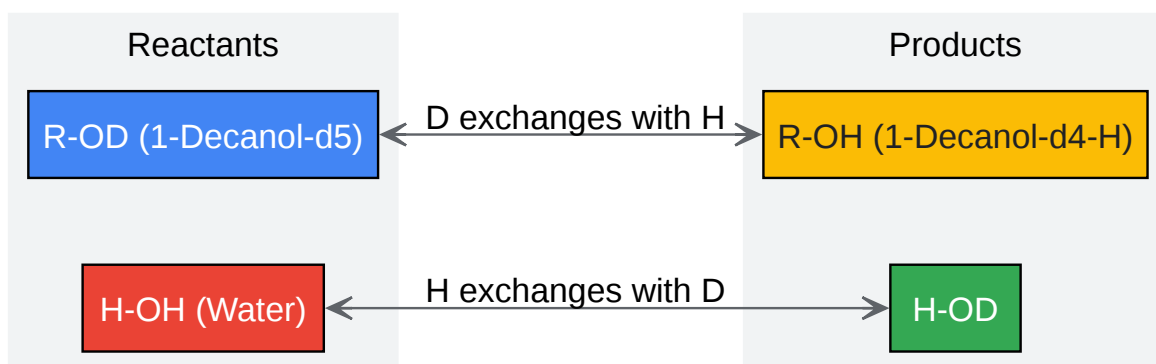 Reactants
Products
R-OD (1-Decanol-d5)
D exchanges with H
R-OH (1-Decanol-d4-H)
H-OH (Water)
H exchanges with D
H-OD